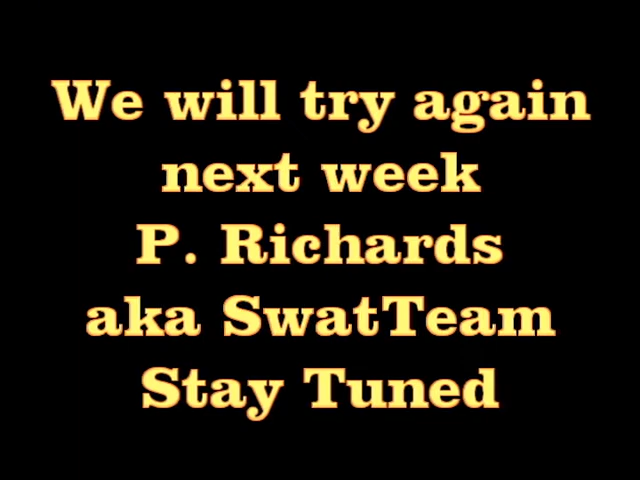 We will try again
next week
P. Richards
aka SwatTeam
Stay Tuned